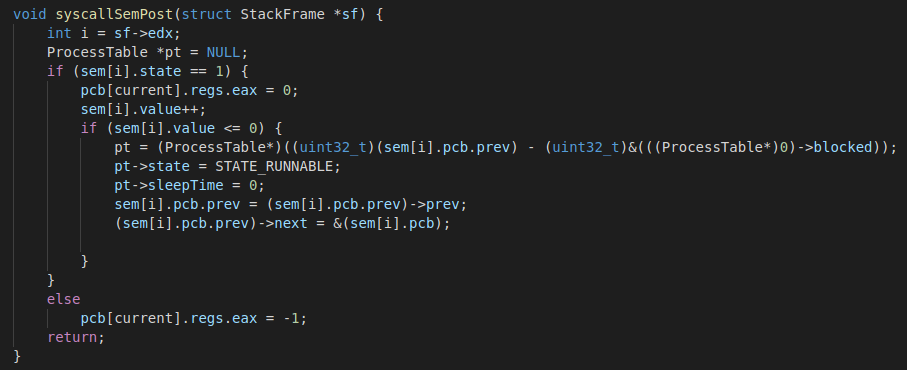 void syscallSemPost(struct StackFrame *sf) {
    int i = sf->edx;
    ProcessTable *pt = NULL;
    if (sem[i].state == 1) {
        pcb[current].regs.eax = 0;
        sem[i].value++;
        if (sem[i].value <= 0) {
            pt = (ProcessTable*)((uint32_t)(sem[i].pcb.prev) - (uint32_t)&(((ProcessTable*)0)->blocked));
            pt->state = STATE_RUNNABLE;
            pt->sleepTime = 0;
            sem[i].pcb.prev = (sem[i].pcb.prev)->prev;
            (sem[i].pcb.prev)->next = &(sem[i].pcb);
        }
    }
    else
        pcb[current].regs.eax = -1;
    return;
}